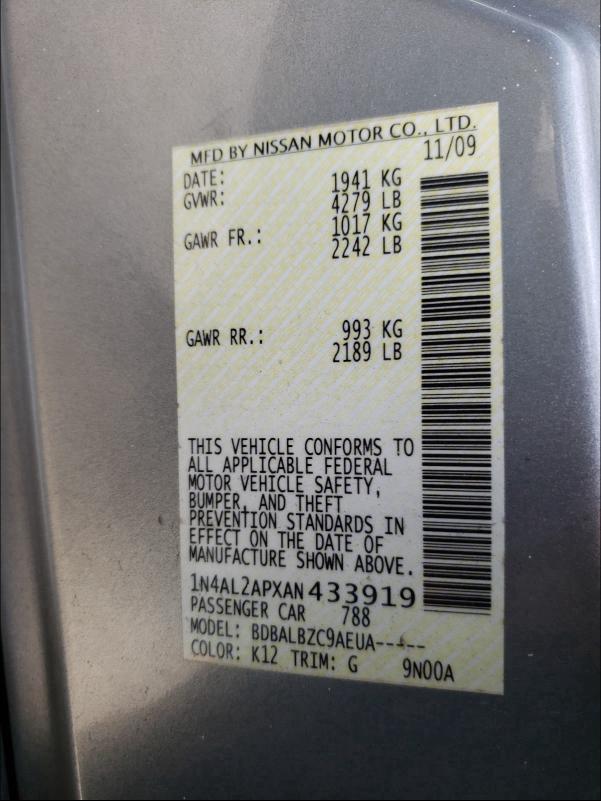 MFD BY NISSAN MOTOR CO., LTD.
DATE: 11/09
GVWR: 1941 KG
4279 LB
GAWR FR.: 1017 KG
2242 LB
GAWR RR.: 993 KG
2189 LB
THIS VEHICLE CONFORMS TO
ALL APPLICABLE FEDERAL
MOTOR VEHICLE SAFETY,
BUMPER, AND THEFT
PREVENTION STANDARDS IN
EFFECT ON THE DATE OF
MANUFACTURE SHOWN ABOVE.
1N4AL2APXAN433919
PASSENGER CAR 788
MODEL: BDBALBZC9AEUA-----
COLOR: K12 TRIM: G 9N00A